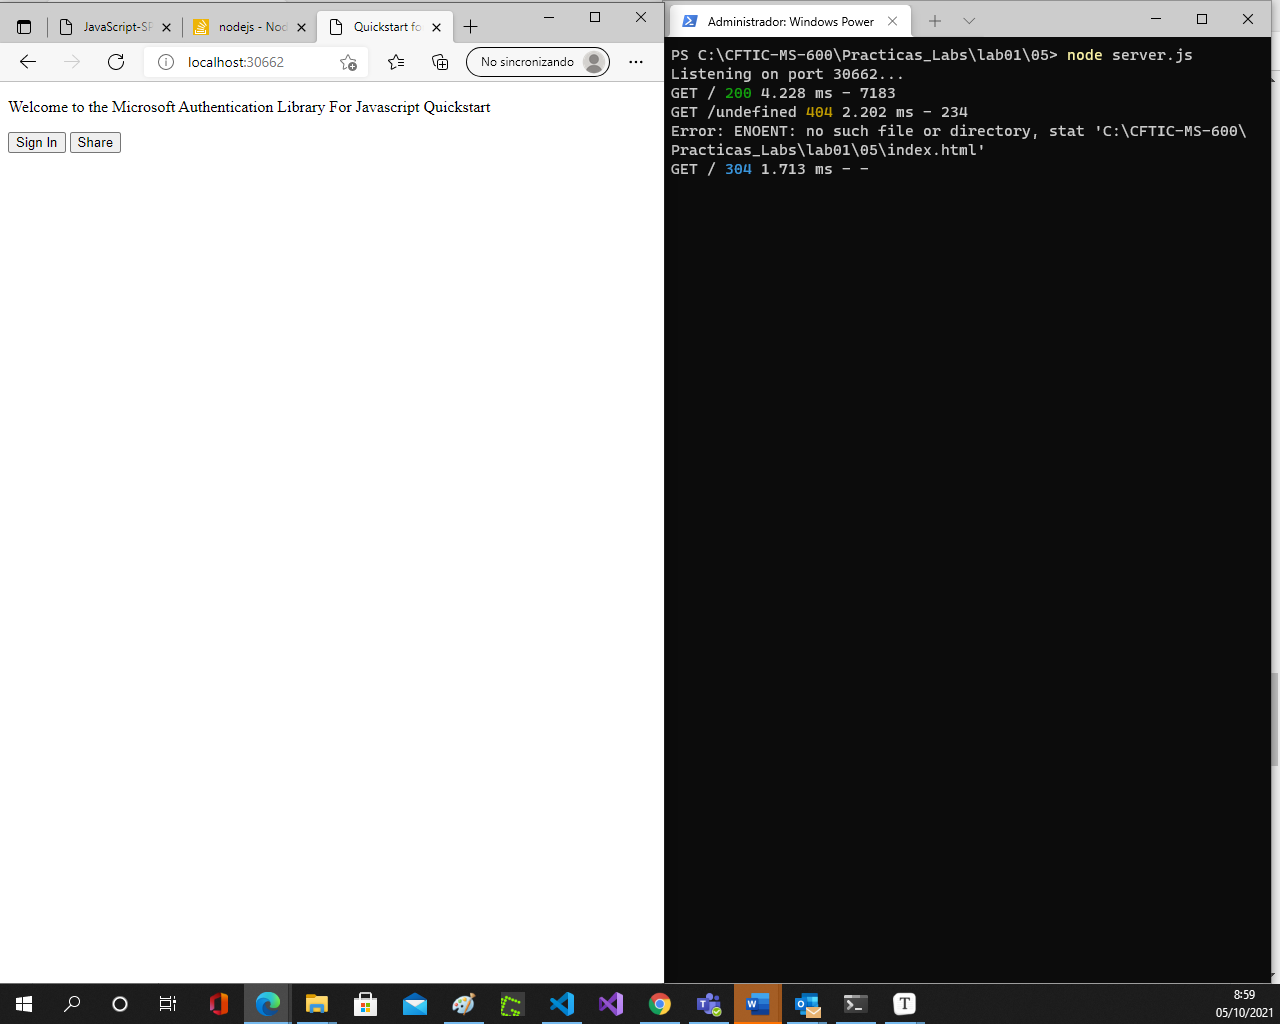 JavaScript-SP
nodejs - Nod
Quickstart fo
localhost:30662
No sincronizando
Welcome to the Microsoft Authentication Library For Javascript Quickstart
Sign In
Share
Administrador: Windows Power
PS C:\CFTIC-MS-600\Practicas_Labs\lab01\05> node server.js
Listening on port 30662...
GET / 200 4.228 ms - 7183
GET /undefined 404 2.202 ms - 234
Error: ENOENT: no such file or directory, stat 'C:\CFTIC-MS-600\
Practicas_Labs\lab01\05\index.html'
GET / 304 1.713 ms - -
8:59
05/10/2021